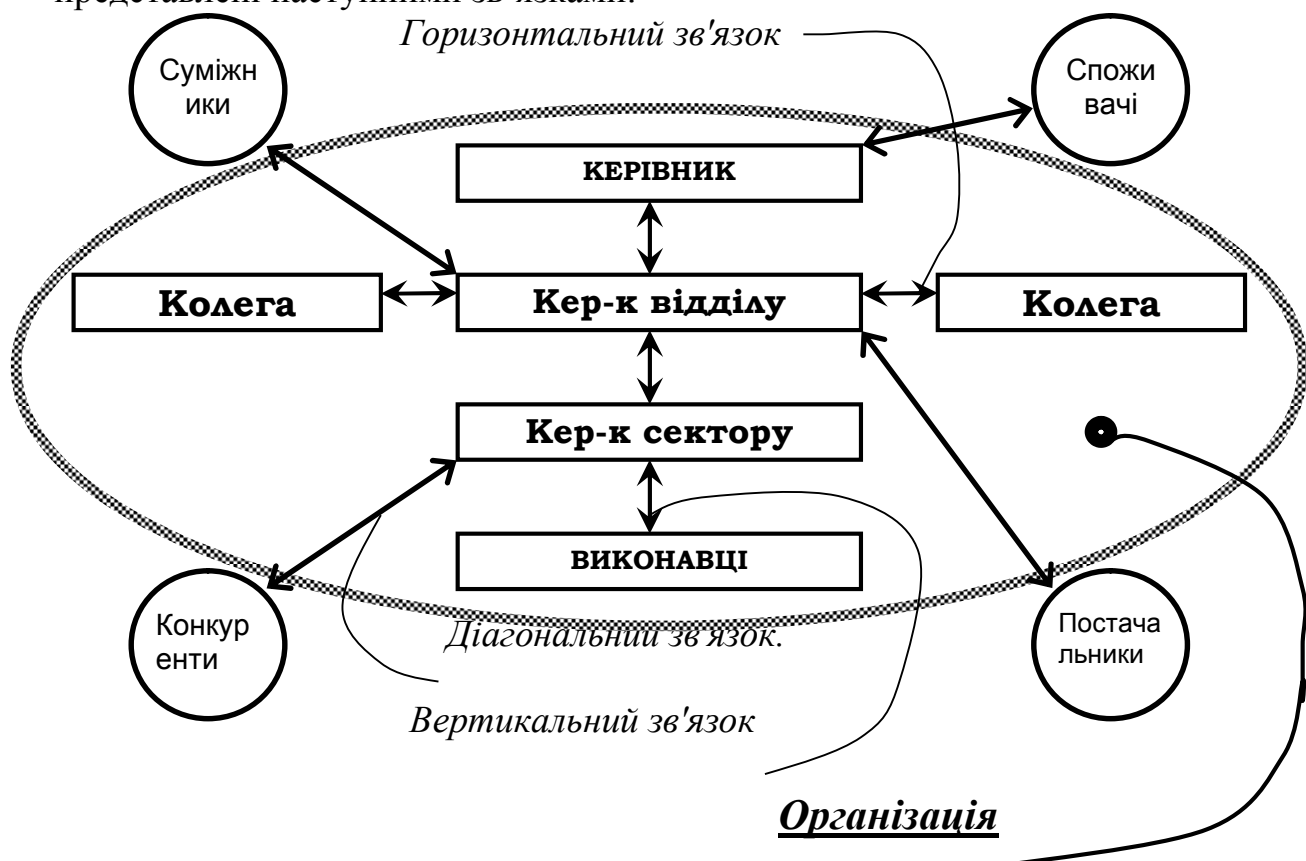 представлені наступними зв'язками:
Горизонтальний зв'язок
Суміжн
ики
Спожи
вачі
КЕРІВНИК
Колега
Кер-к відділу
Колега
Кер-к сектору
ВИКОНАВЦІ
Конкур
енти
Діагональний зв'язок.
Постача
льники
Вертикальний зв'язок
Організація